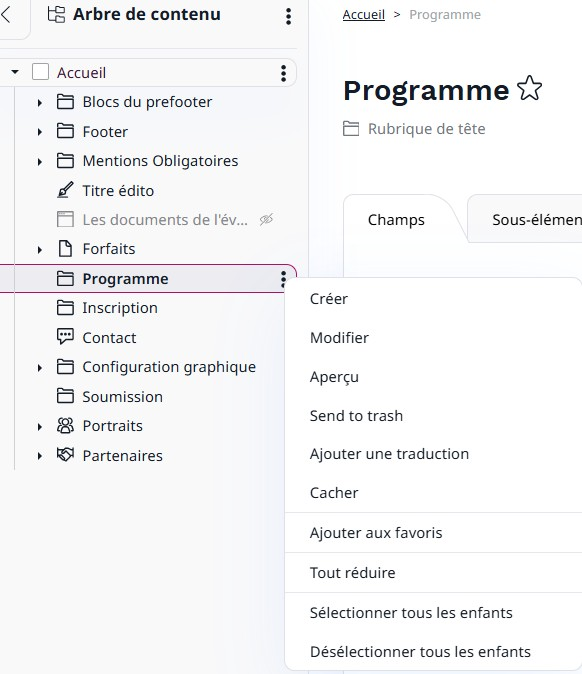 Arbre de contenu
Accueil
Blocs du prefooter
Footer
Mentions Obligatoires
Titre édito
Les documents de l'év...
Forfaits
Programme
Inscription
Contact
Configuration graphique
Soumission
Portraits
Partenaires
Accueil > Programme
Programme
Rubrique de tête
Champs
Sous-élémen
Créer
Modifier
Aperçu
Send to trash
Ajouter une traduction
Cacher
Ajouter aux favoris
Tout réduire
Sélectionner tous les enfants
Désélectionner tous les enfants